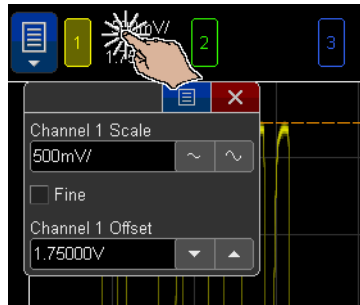 1
2
3
Channel 1 Scale
500mV/
Fine
Channel 1 Offset
1.75000V